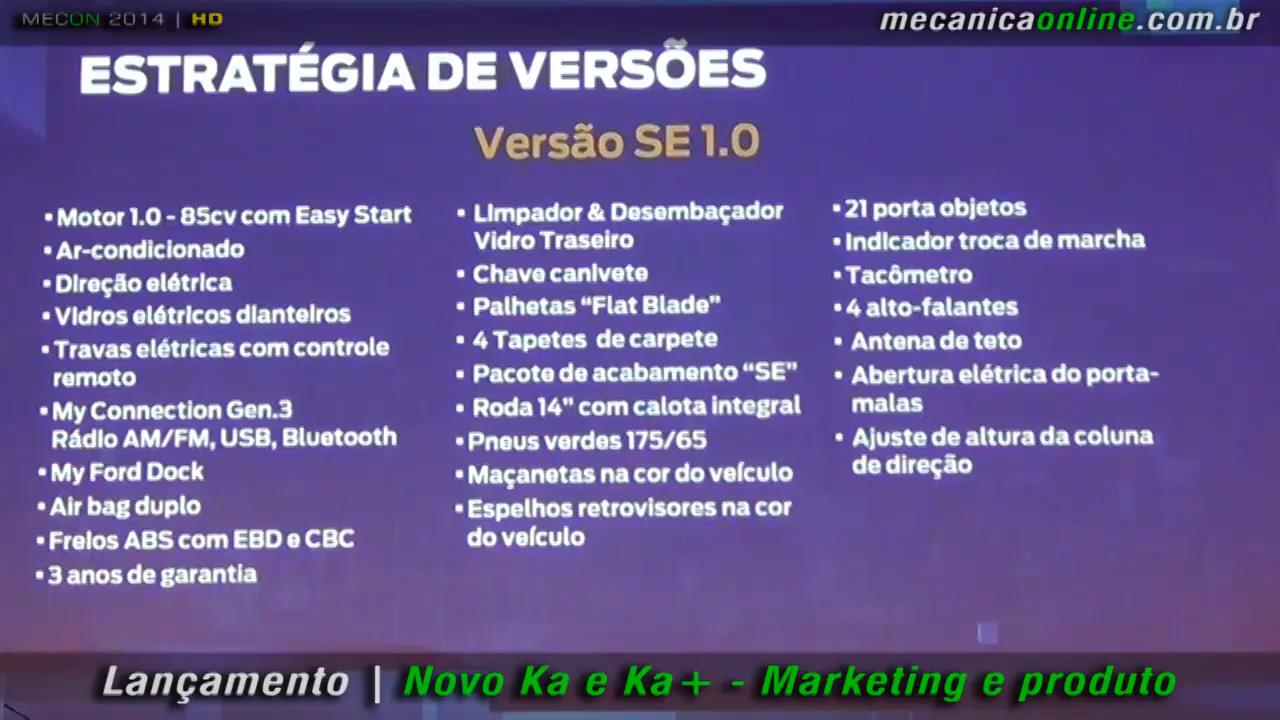 MECON 2014 | HD
mecanicaonline.com.br
ESTRATÉGIA DE VERSÕES
Versão SE 1.0
▪ Motor 1.0 - 85cv com Easy Start
▪ Ar-condicionado
▪ Direção elétrica
▪ Vidros elétricos dianteiros
▪ Travas elétricas com controle
remoto
▪ My Connection Gen.3
Rádio AM/FM, USB, Bluetooth
▪ My Ford Dock
▪ Air bag duplo
▪ Freios ABS com EBD e CBC
▪ 3 anos de garantia
▪ Limpador & Desembaçador
Vidro Traseiro
▪ Chave canivete
▪ Palhetas “Flat Blade”
▪ 4 Tapetes de carpete
▪ Pacote de acabamento “SE”
▪ Roda 14” com calota integral
▪ Pneus verdes 175/65
▪ Maçanetas na cor do veículo
▪ Espelhos retrovisores na cor
do veículo
▪ 21 porta objetos
▪ Indicador troca de marcha
▪ Tacômetro
▪ 4 alto-falantes
▪ Antena de teto
▪ Abertura elétrica do porta-
malas
▪ Ajuste de altura da coluna
de direção
Lançamento | Novo Ka e Ka+ - Marketing e produto